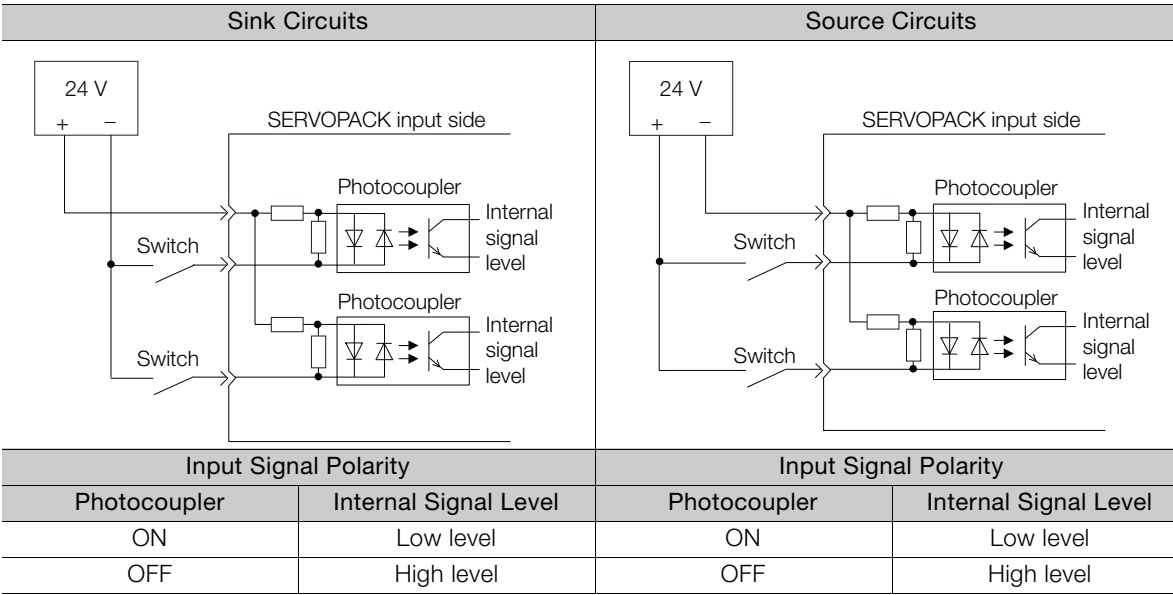 Sink Circuits
24 V
+ −
SERVOPACK input side
Photocoupler
Internal
signal
level
Switch
Photocoupler
Internal
signal
level
Switch
Source Circuits
24 V
+ −
SERVOPACK input side
Photocoupler
Internal
signal
level
Switch
Photocoupler
Internal
signal
level
Switch
Input Signal Polarity
Photocoupler Internal Signal Level
ON Low level
OFF High level
Input Signal Polarity
Photocoupler Internal Signal Level
ON Low level
OFF High level